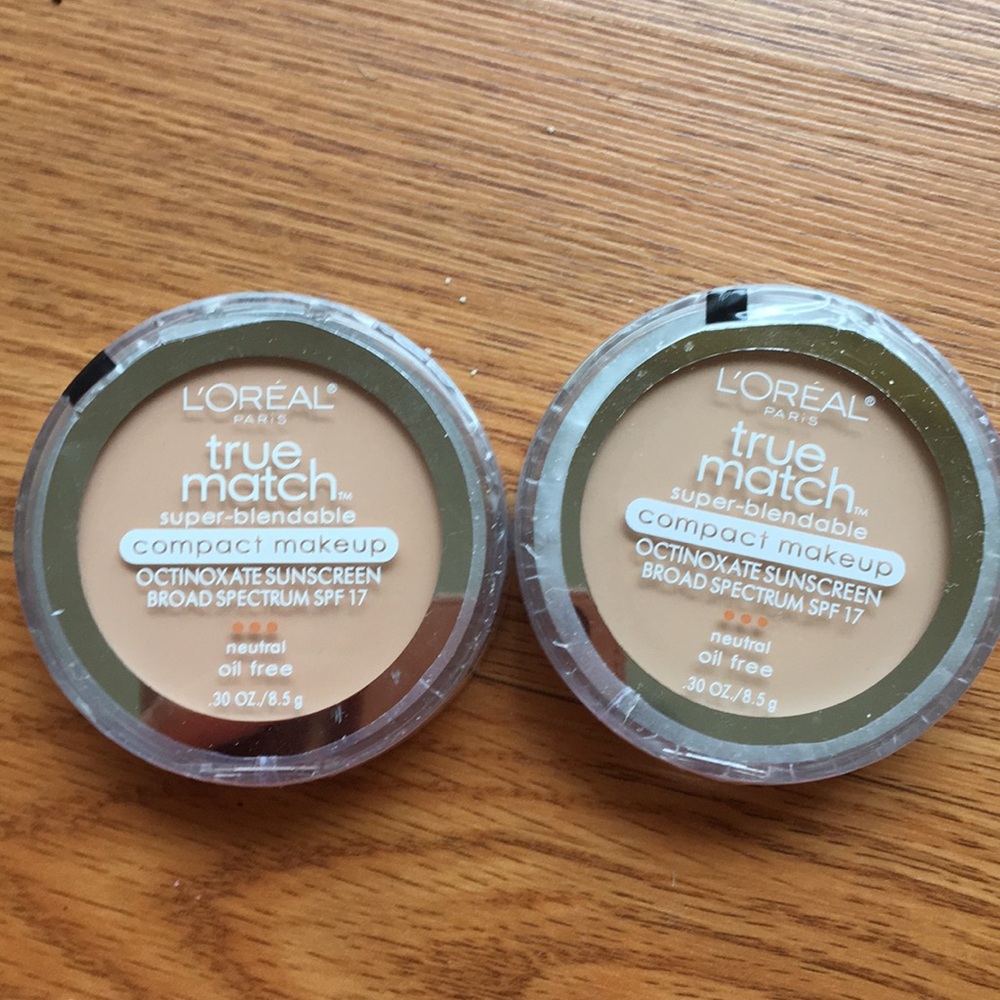 L'ORÉAL®
PARIS
true
match™
super-blendable
compact makeup
OCTINOXATE SUNSCREEN
BROAD SPECTRUM SPF 17
neutral
oil free
.30 OZ./8.5 g
L'ORÉAL®
PARIS
true
match™
super-blendable
compact makeup
OCTINOXATE SUNSCREEN
BROAD SPECTRUM SPF 17
neutral
oil free
.30 OZ./8.5 g